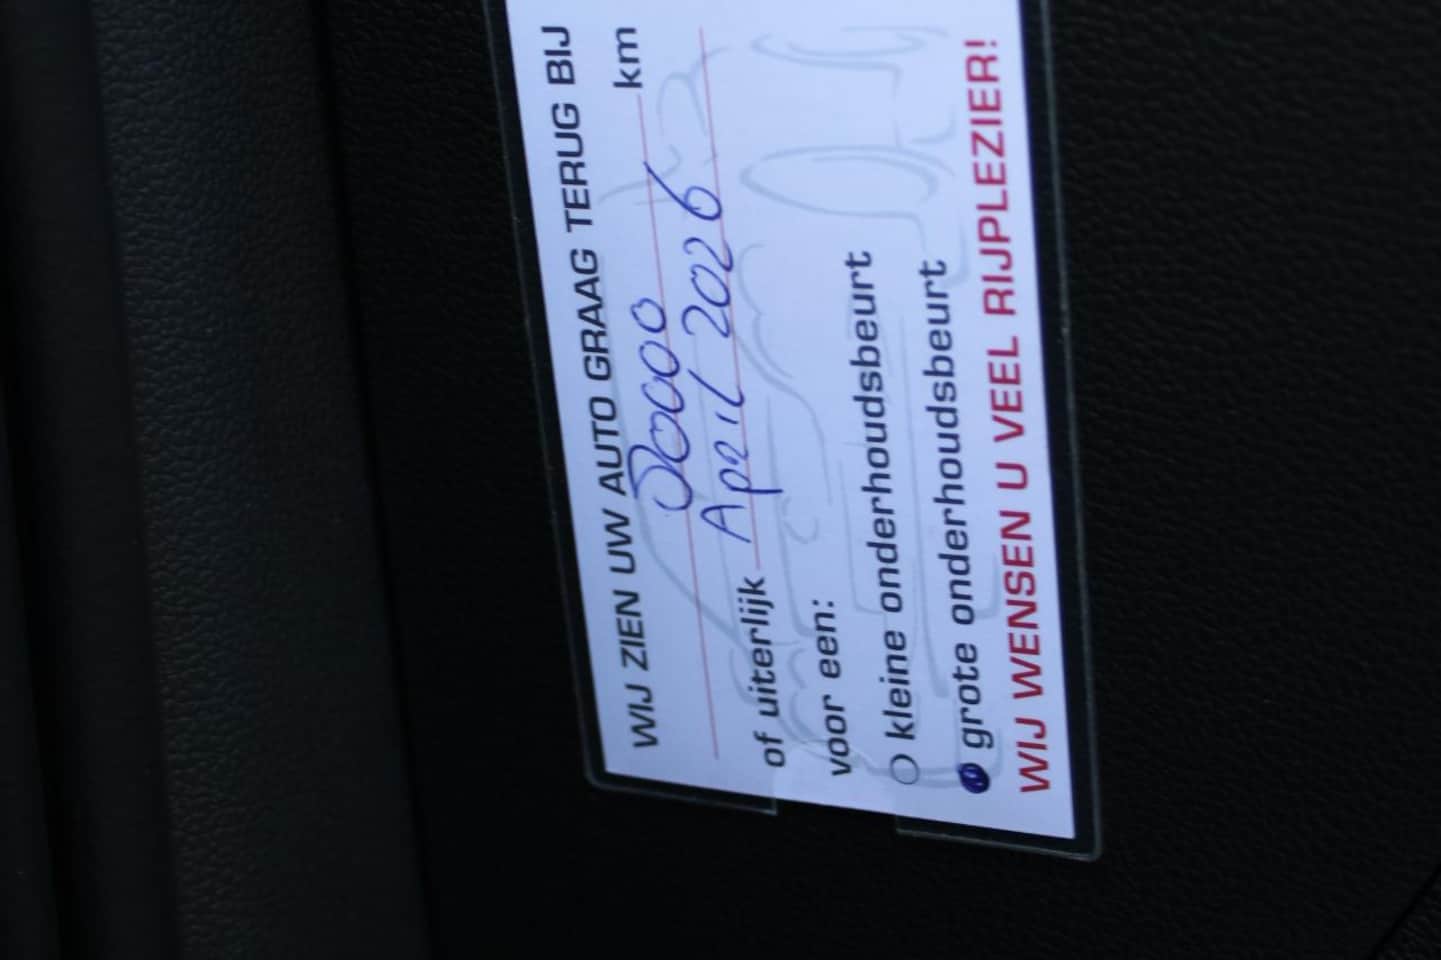 WIJ ZIEN UW AUTO GRAAG TERUG BIJ
km
of uiterlijk April 2026
voor een:
kleine onderhoudsbeurt
grote onderhoudsbeurt
WIJ WENSEN U VEEL RIJPLEZIER!